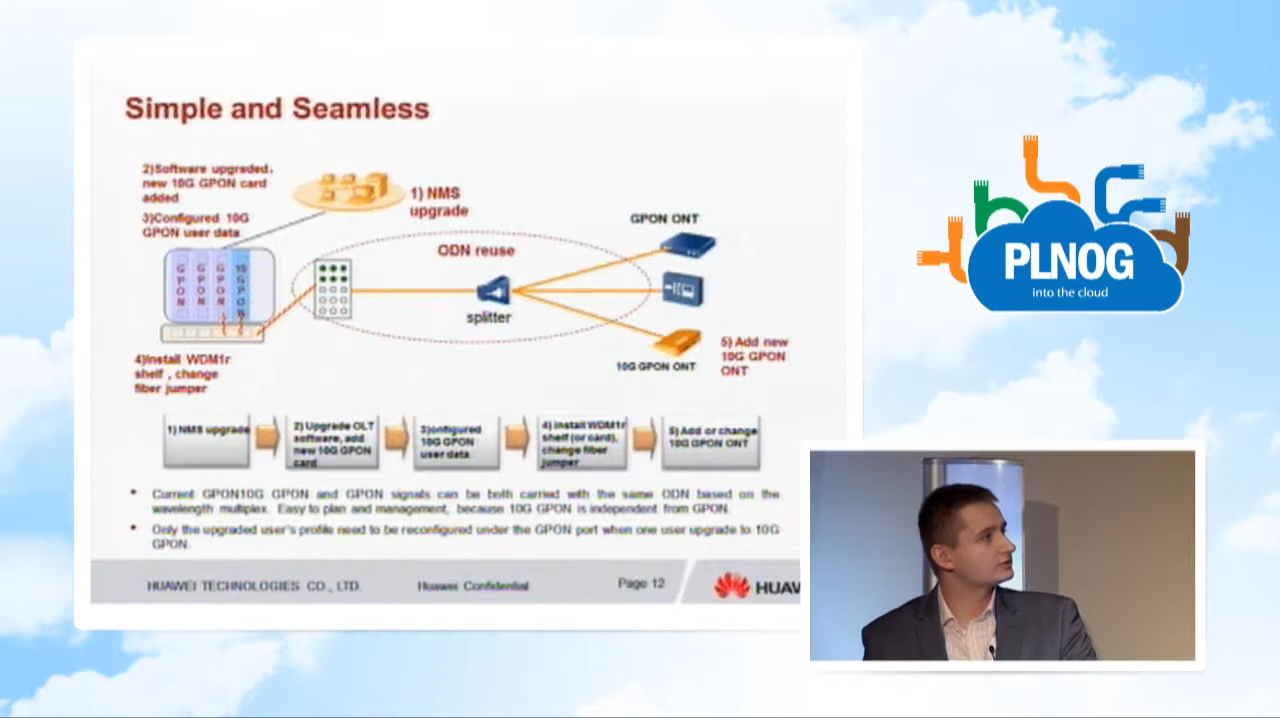 Simple and Seamless
2)Software upgraded,
new 10G GPON card
added
1) NMS
upgrade
3)Configured 10G
GPON user data
GPON ONT
ODN reuse
GPON
GPON
GPON
10GPON
splitter
4)Install WDM1r
shelf , change
fiber jumper
10G GPON ONT
5) Add new
10G GPON
ONT
1) NMS upgrade
2) Upgrade OLT
software, add
new 10G GPON
card
3)configured
10G GPON
user data
4) Install WDM1r
shelf (or card),
change fiber
jumper
5) Add or change
10G GPON ONT
• Current GPON10G GPON and GPON signals can be both carried with the same ODN based on the
wavelength multiplex. Easy to plan and management, because 10G GPON is independent from GPON.
• Only the upgraded user's profile need to be reconfigured under the GPON port when one user upgrade to 10G
GPON.
HUAWEI TECHNOLOGIES CO., LTD.
Huawei Confidential
Page 12
HUAW
PLNOG
into the cloud